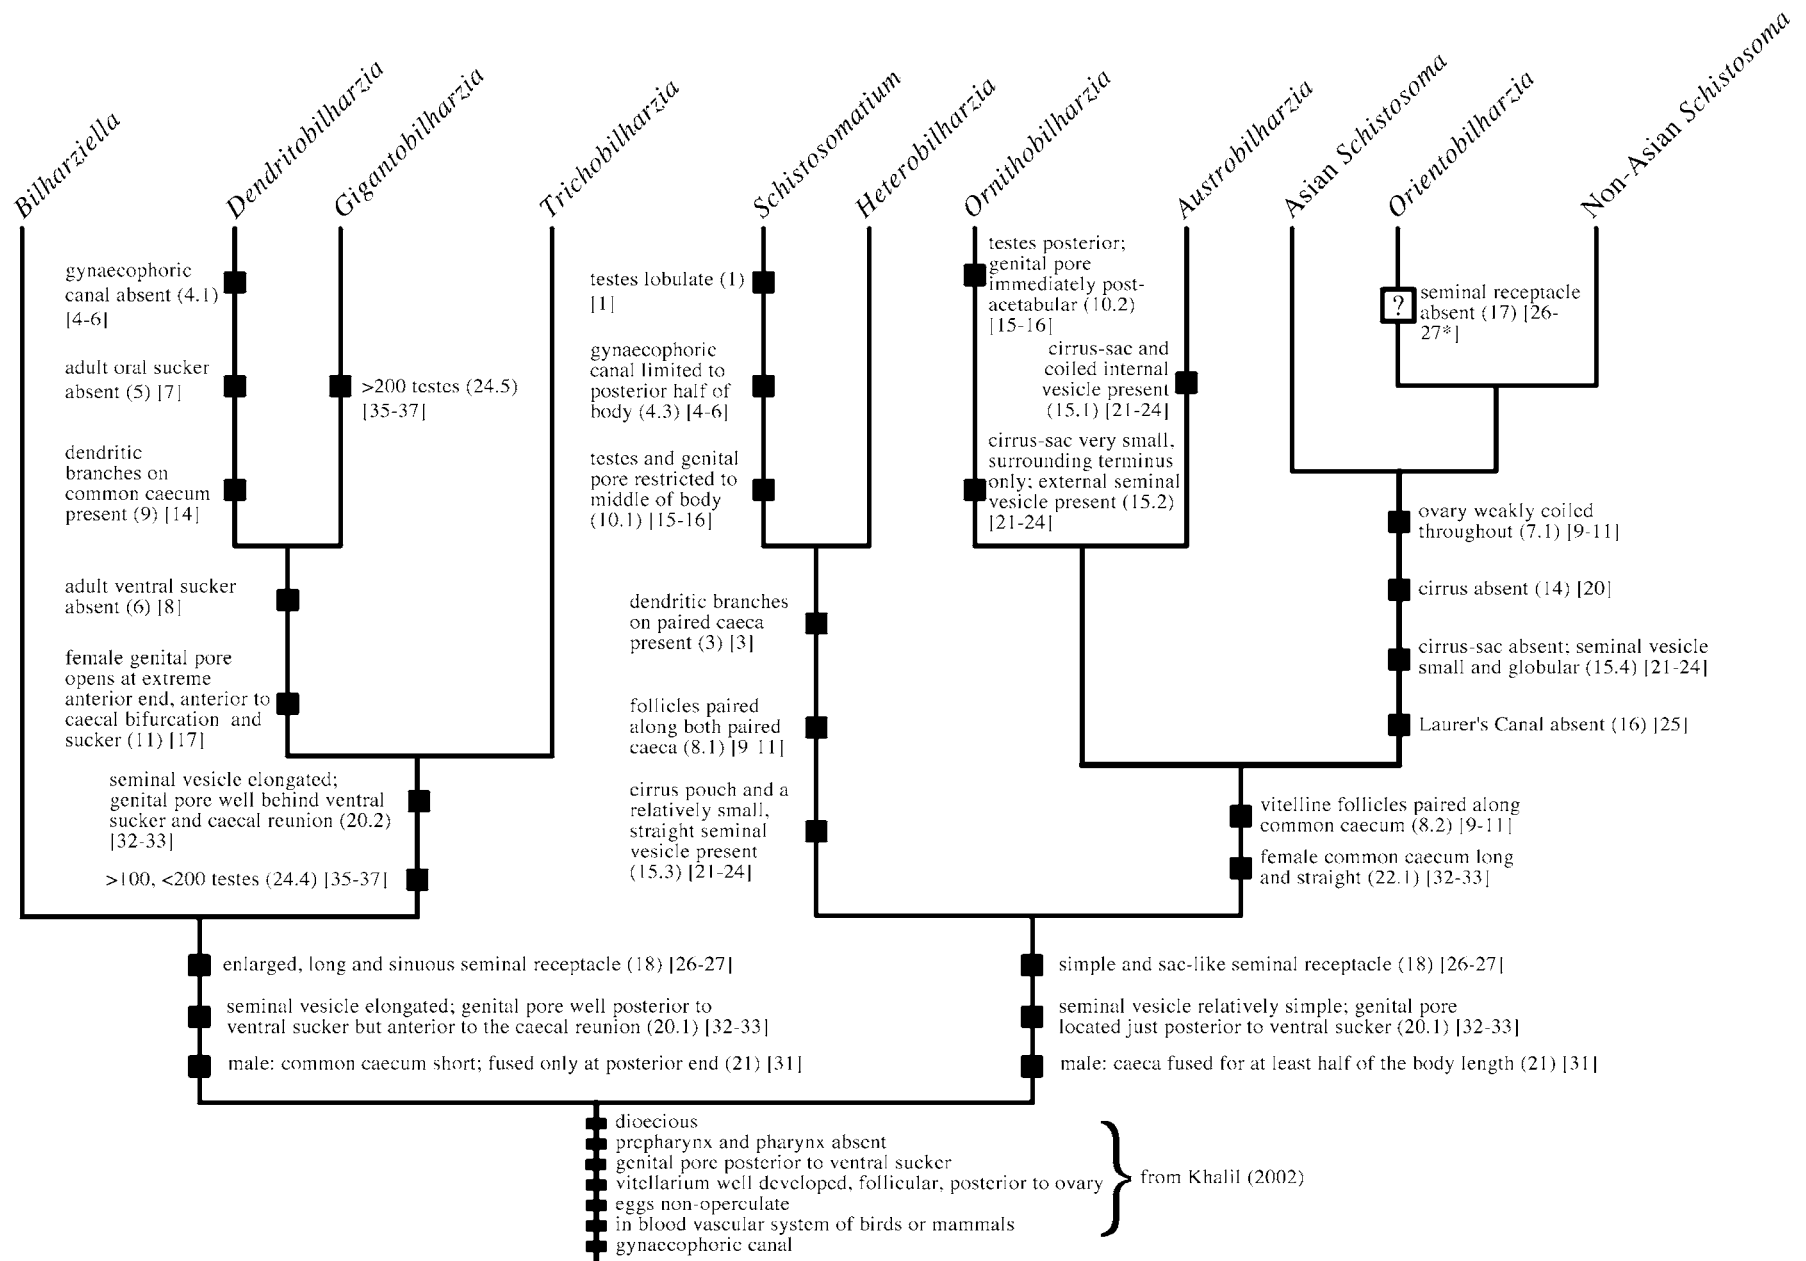 Bilharziella
Dendritobilharzia
Gigantobilharzia
Trichobilharzia
Schistosomatium
Heterobilharzia
Ornithobilharzia
Austrobilharzia
Asian Schistosoma
Orientobilharzia
Non-Asian Schistosoma
gynaecophoric
canal absent (4.1)
[4-6]
adult oral sucker
absent (5) [7]
dendritic
branches on
common caecum
present (9) [14]
>200 testes (24.5)
[35-37]
adult ventral sucker
absent (6) [8]
female genital pore
opens at extreme
anterior end, anterior to
caecal bifurcation and
sucker (11) [17]
seminal vesicle elongated;
genital pore well behind ventral
sucker and caecal reunion (20.2)
[32-33]
>100, <200 testes (24.4) [35-37]
testes lobulate (1)
[1]
gynaecophoric
canal limited to
posterior half of
body (4.3) [4-6]
testes and genital
pore restricted to
middle of body
(10.1) [15-16]
dendritic branches
on paired caeca
present (3) [3]
follicles paired
along both paired
caeca (8.1) [9-11]
cirrus pouch and a
relatively small,
straight seminal
vesicle present
(15.3) [21-24]
testes posterior;
genital pore
immediately post-
acetabular (10.2)
[15-16]
cirrus-sac and
coiled internal
vesicle present
(15.1) [21-24]
cirrus-sac very small,
surrounding terminus
only; external seminal
vesicle present (15.2)
[21-24]
?
seminal receptacle
absent (17) [26-
27*]
ovary weakly coiled
throughout (7.1) [9-11]
cirrus absent (14) [20]
cirrus-sac absent; seminal vesicle
small and globular (15.4) [21-24]
Laurer's Canal absent (16) [25]
vitelline follicles paired along
common caecum (8.2) [9-11]
female common caecum long
and straight (22.1) [32-33]
enlarged, long and sinuous seminal receptacle (18) [26-27]
seminal vesicle elongated; genital pore well posterior to
ventral sucker but anterior to the caecal reunion (20.1) [32-33]
male: common caecum short; fused only at posterior end (21) [31]
simple and sac-like seminal receptacle (18) [26-27]
seminal vesicle relatively simple; genital pore
located just posterior to ventral sucker (20.1) [32-33]
male: caeca fused for at least half of the body length (21) [31]
dioecious
prepharynx and pharynx absent
genital pore posterior to ventral sucker
vitellarium well developed, follicular, posterior to ovary
eggs non-operculate
in blood vascular system of birds or mammals
gynaecophoric canal
from Khalil (2002)